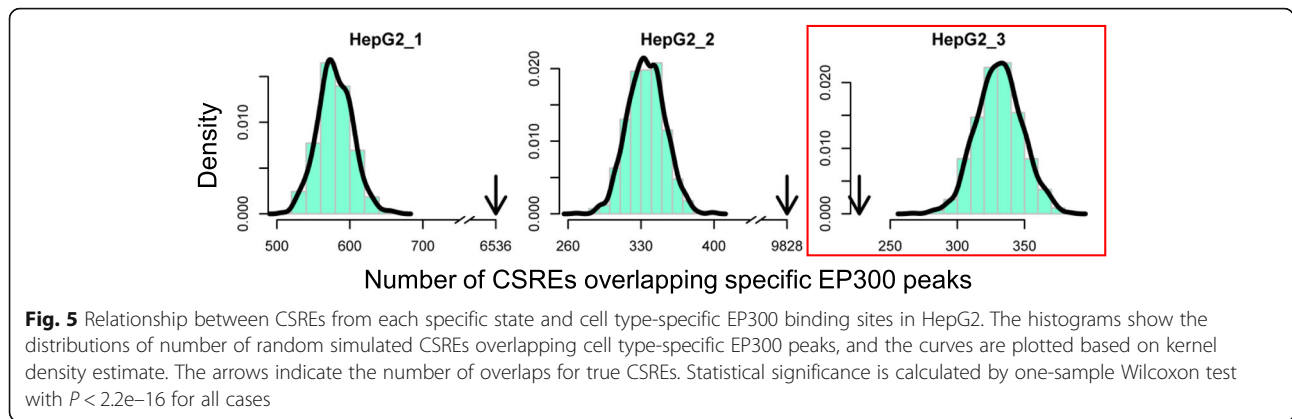 HepG2_1 HepG2_2 HepG2_3
Density
0.000 0.010
500 600 700 6536
0.000 0.010 0.020
260 330 400 9828
0.000 0.010 0.020
250 300 350
Number of CSREs overlapping specific EP300 peaks
Fig. 5 Relationship between CSREs from each specific state and cell type-specific EP300 binding sites in HepG2. The histograms show the
distributions of number of random simulated CSREs overlapping cell type-specific EP300 peaks, and the curves are plotted based on kernel
density estimate. The arrows indicate the number of overlaps for true CSREs. Statistical significance is calculated by one-sample Wilcoxon test
with P < 2.2e–16 for all cases